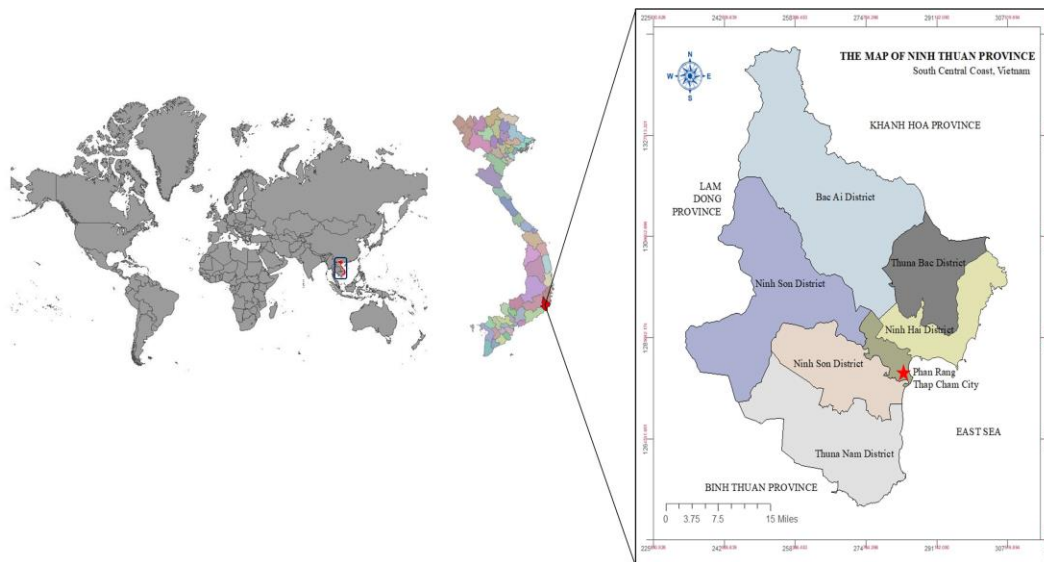 THE MAP OF NINH THUAN PROVINCE
South Central Coast, Vietnam
N
W E
S
KHANH HOA PROVINCE
LAM
DONG
PROVINCE
Bac Ai District
Thuna Bac District
Ninh Son District
Ninh Hai District
Ninh Son District
Phan Rang
Thap Cham City
EAST SEA
Thuna Nam District
BINH THUAN PROVINCE
0 3.75 7.5 15 Miles